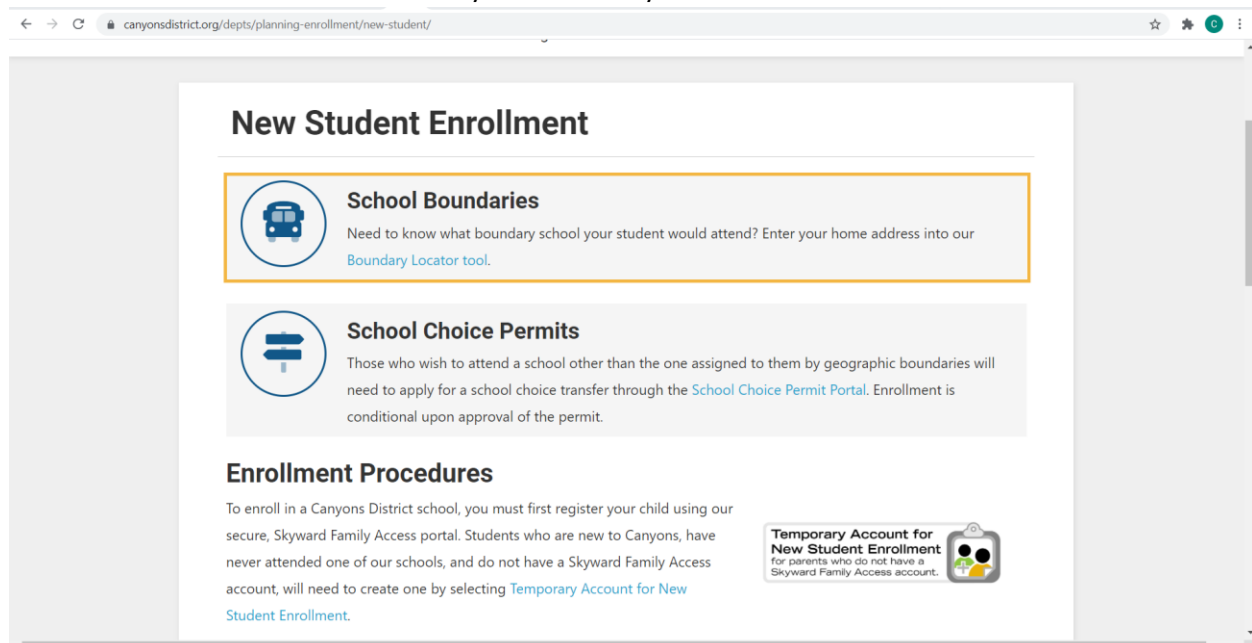 canyonsdistrict.org/depts/planning-enrollment/new-student/
C
New Student Enrollment
School Boundaries
Need to know what boundary school your student would attend? Enter your home address into our
Boundary Locator tool.
School Choice Permits
Those who wish to attend a school other than the one assigned to them by geographic boundaries will
need to apply for a school choice transfer through the School Choice Permit Portal. Enrollment is
conditional upon approval of the permit.
Enrollment Procedures
To enroll in a Canyons District school, you must first register your child using our
secure, Skyward Family Access portal. Students who are new to Canyons, have
never attended one of our schools, and do not have a Skyward Family Access
account, will need to create one by selecting Temporary Account for New
Student Enrollment.
Temporary Account for
New Student Enrollment
for parents who do not have a
Skyward Family Access account.